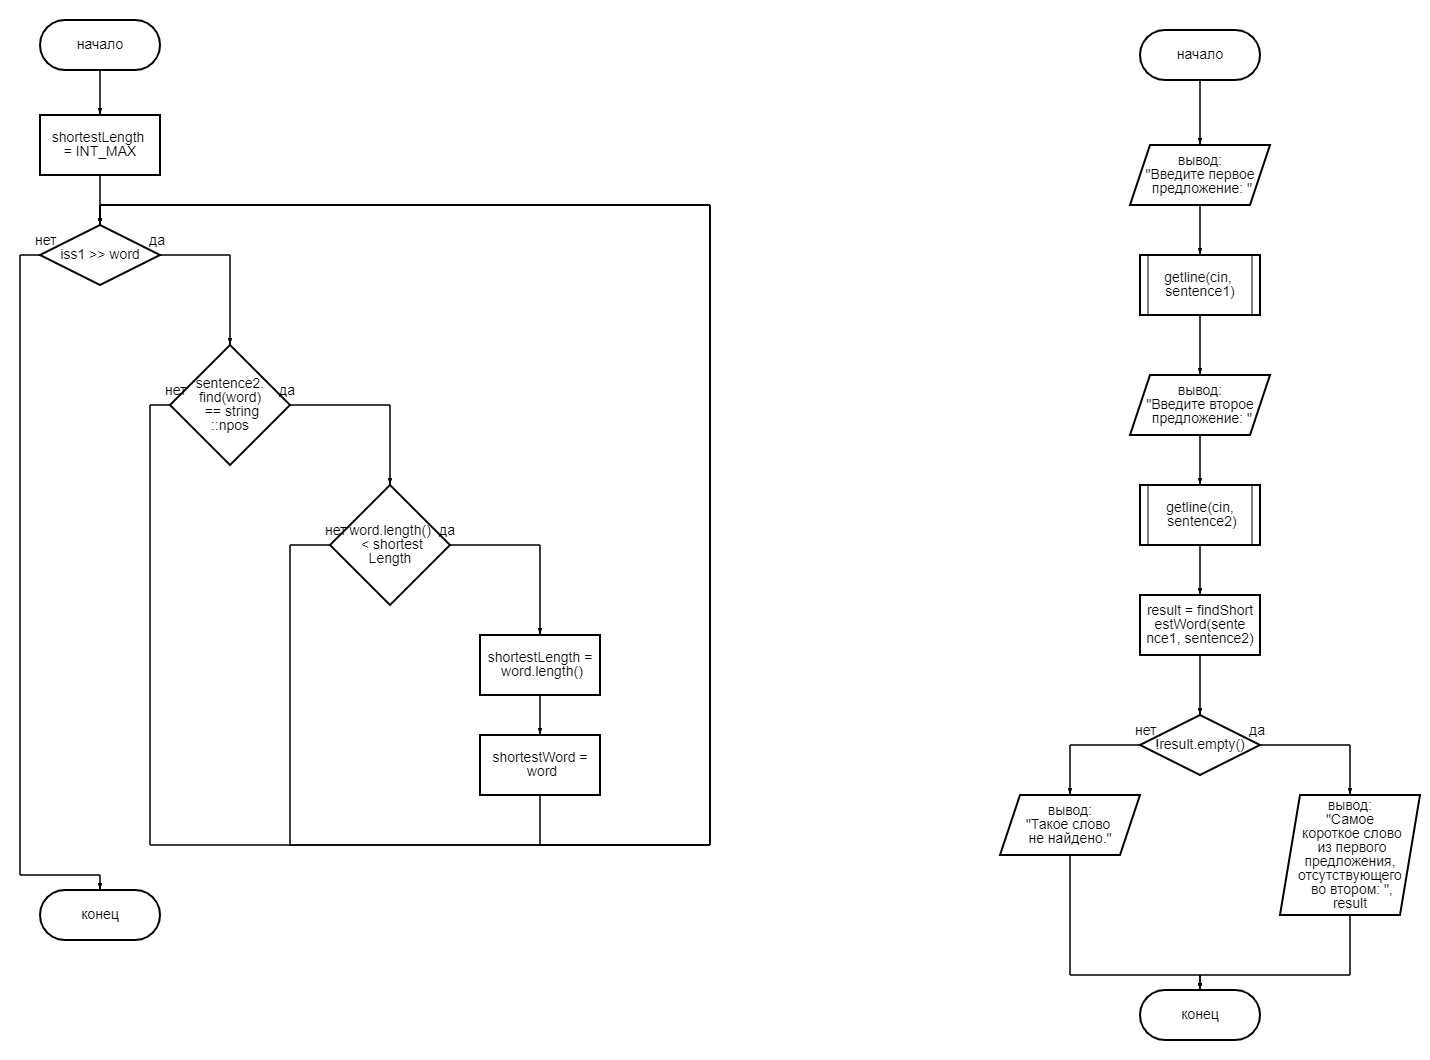 начало
shortestLength
= INT_MAX
нет
да
iss1 >> word
нет
да
sentence2.
find(word)
== string
::npos
нет
да
word.length()
< shortest
Length
shortestLength =
word.length()
shortestWord =
word
конец
начало
вывод:
"Введите первое
предложение: "
getline(cin,
sentence1)
вывод:
"Введите второе
предложение: "
getline(cin,
sentence2)
result = findShort
estWord(sente
nce1, sentence2)
нет
да
!result.empty()
вывод:
"Такое слово
не найдено."
вывод:
"Самое
короткое слово
из первого
предложения,
отсутствующего
во втором: ",
result
конец